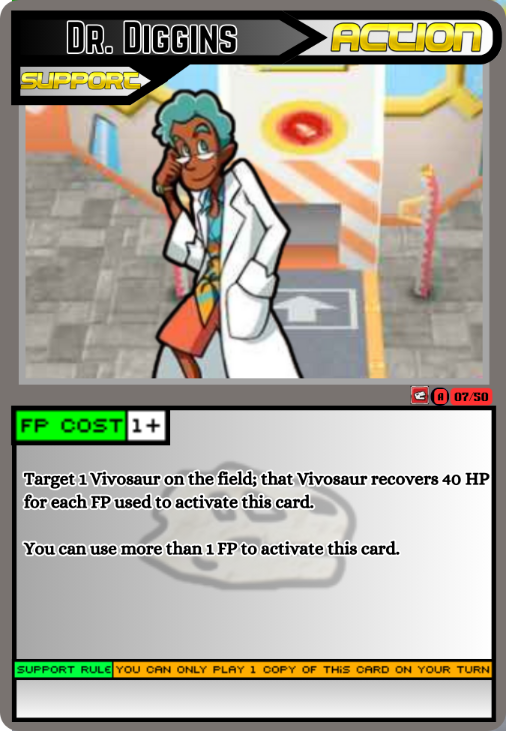 DR. DIGGINS
ACTION
SUPPORT
A 07/50
FP COST 1+
Target 1 Vivosaur on the field; that Vivosaur recovers 40 HP
for each FP used to activate this card.
You can use more than 1 FP to activate this card.
SUPPORT RULE YOU CAN ONLY PLAY 1 COPY OF THiS CARD ON YOUR TURN